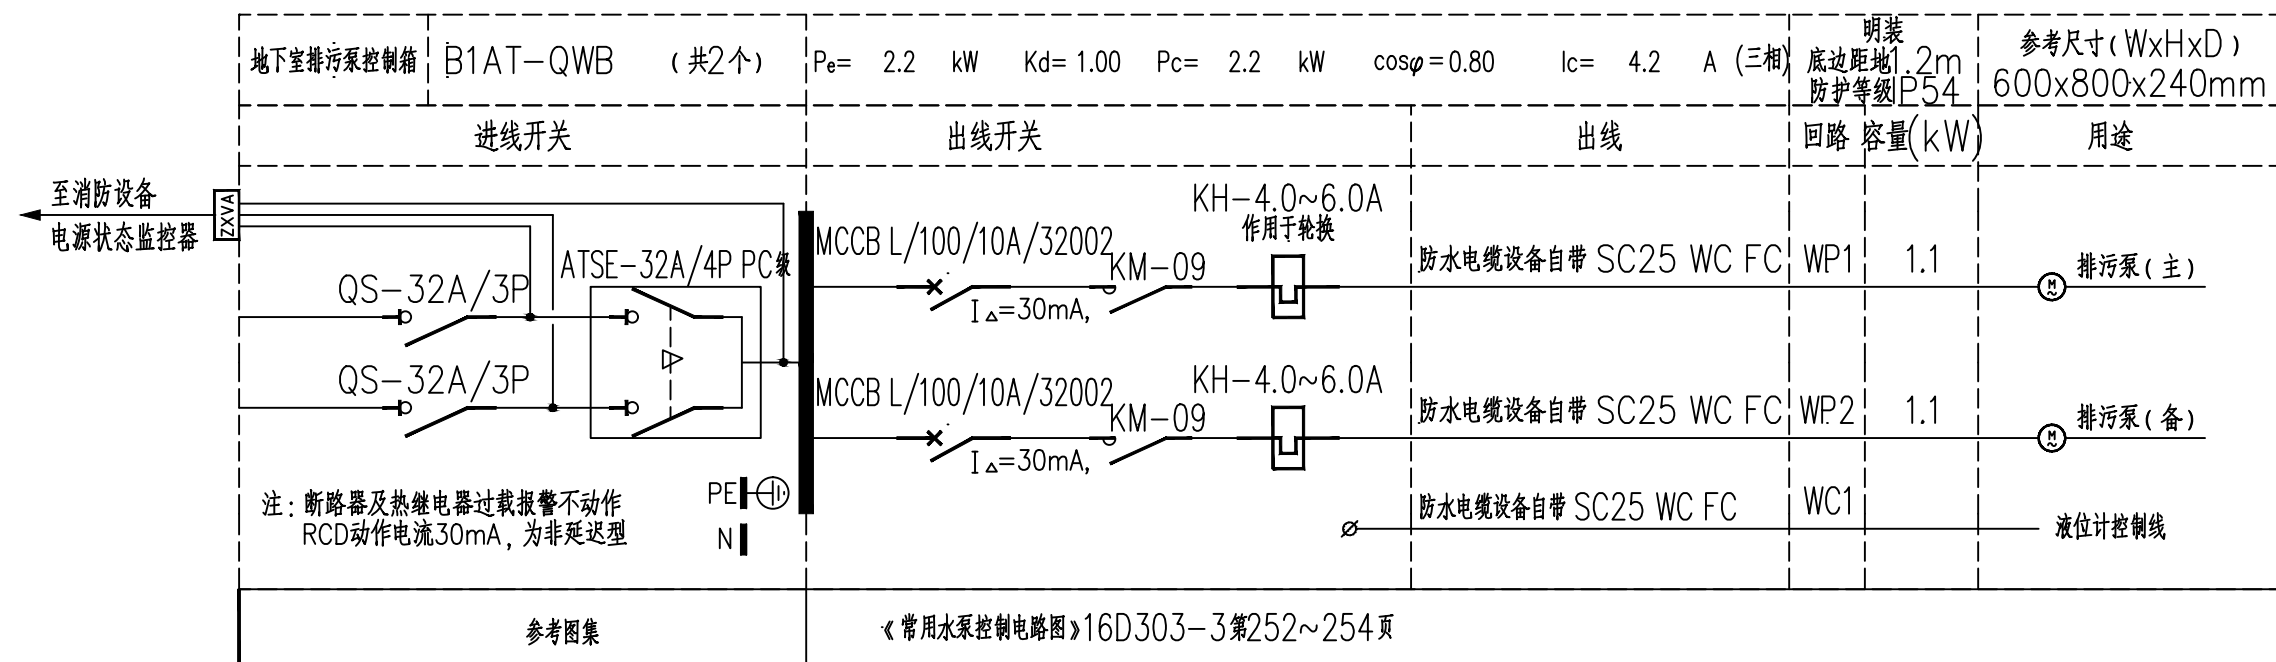 地下室排污泵控制箱 B1AT-QWB （共2个） Pe= 2.2 kW Kd= 1.00 Pc= 2.2 kW cosφ=0.80 Ic= 4.2 A (三相)
明装
底边距地1.2m
防护等级IP54
参考尺寸(WxHxD)
600x800x240mm
进线开关 出线开关 出线 回路 容量(kW) 用途
至消防设备
电源状态监控器
ZXVA
QS-32A/3P
QS-32A/3P
ATSE-32A/4P PC级
MCCB L/100/10A/32002
I△=30mA,
KM-09
KH-4.0~6.0A
作用于轮换
防水电缆设备自带 SC25 WC FC WP1 1.1
M
~
排污泵(主)
MCCB L/100/10A/32002
I△=30mA,
KM-09
KH-4.0~6.0A
防水电缆设备自带 SC25 WC FC WP.2 1.1
M
~
排污泵(备)
防水电缆设备自带 SC25 WC FC WC1
液位计控制线
PE
N
注：断路器及热继电器过载报警不动作
RCD动作电流30mA，为非延迟型
参考图集 《常用水泵控制电路图》16D303-3第252~254页